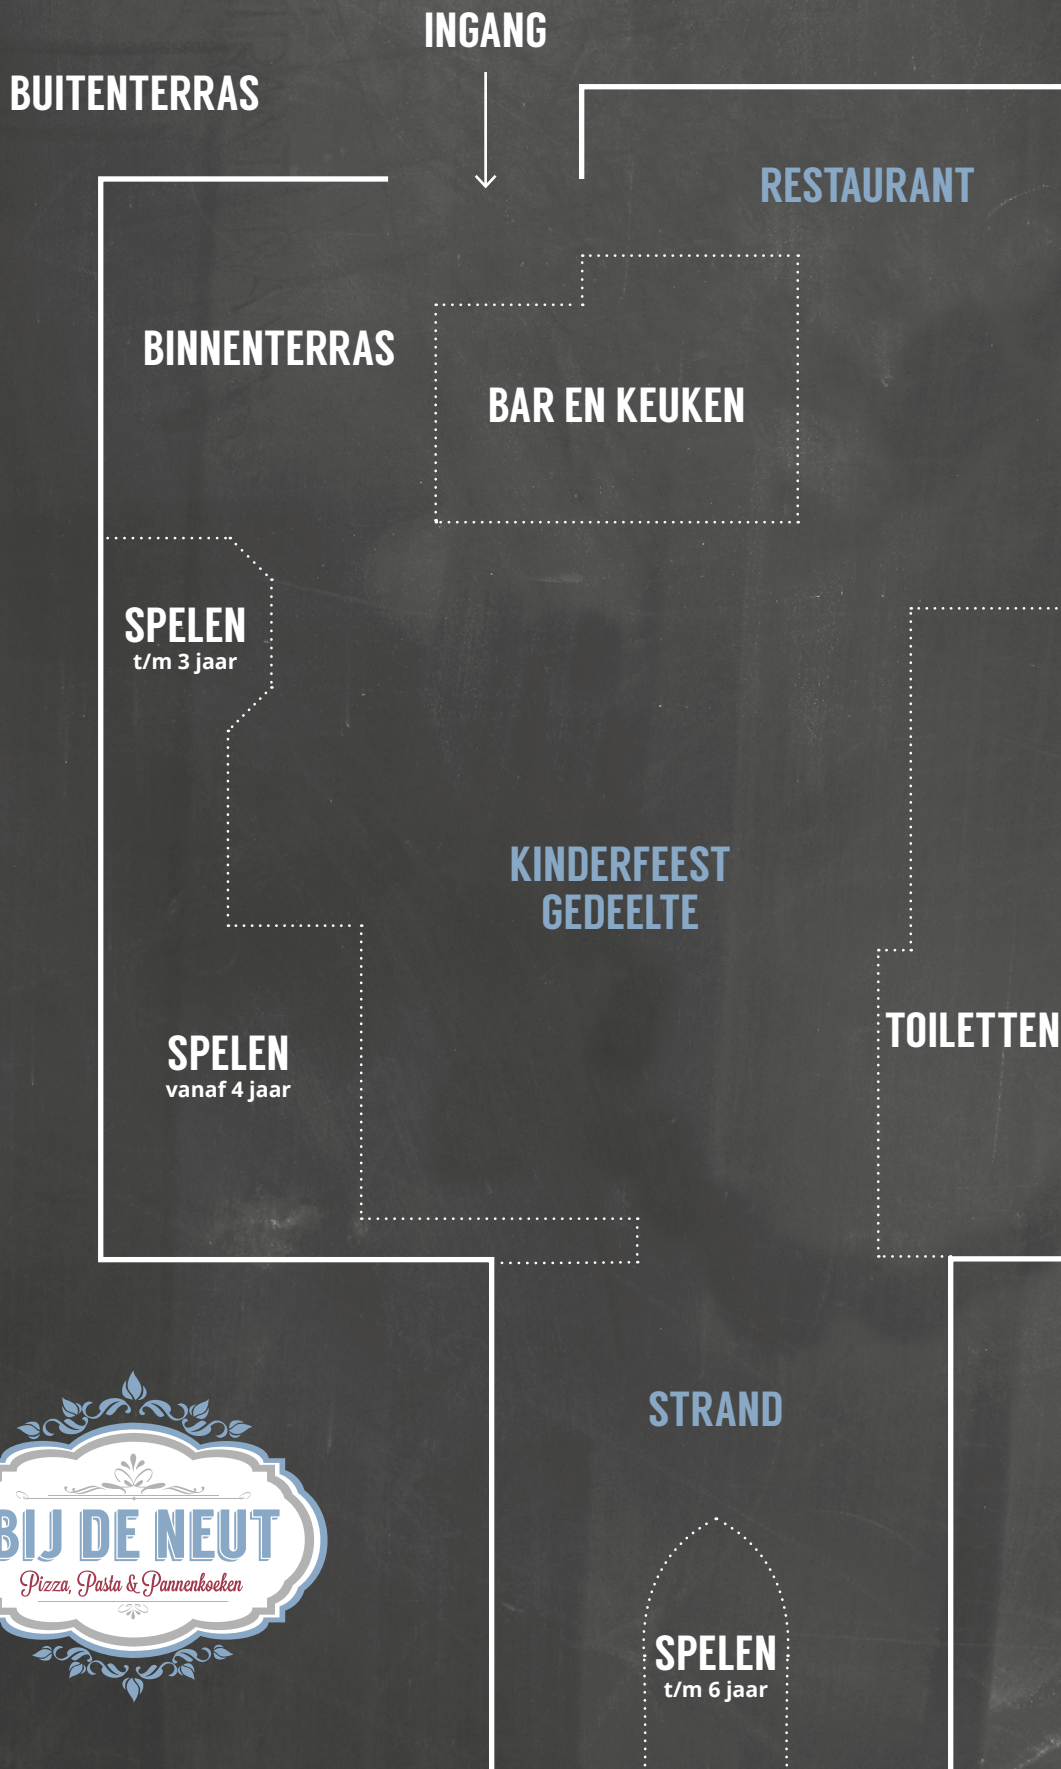 INGANG
BUITENTERRAS
RESTAURANT
BINNENTERRAS
BAR EN KEUKEN
SPELEN
t/m 3 jaar
KINDERFEEST
GEDEELTE
TOILETTEN
SPELEN
vanaf 4 jaar
STRAND
BIJ DE NEUT
Pizza, Pasta & Pannenkoeken
SPELEN
t/m 6 jaar